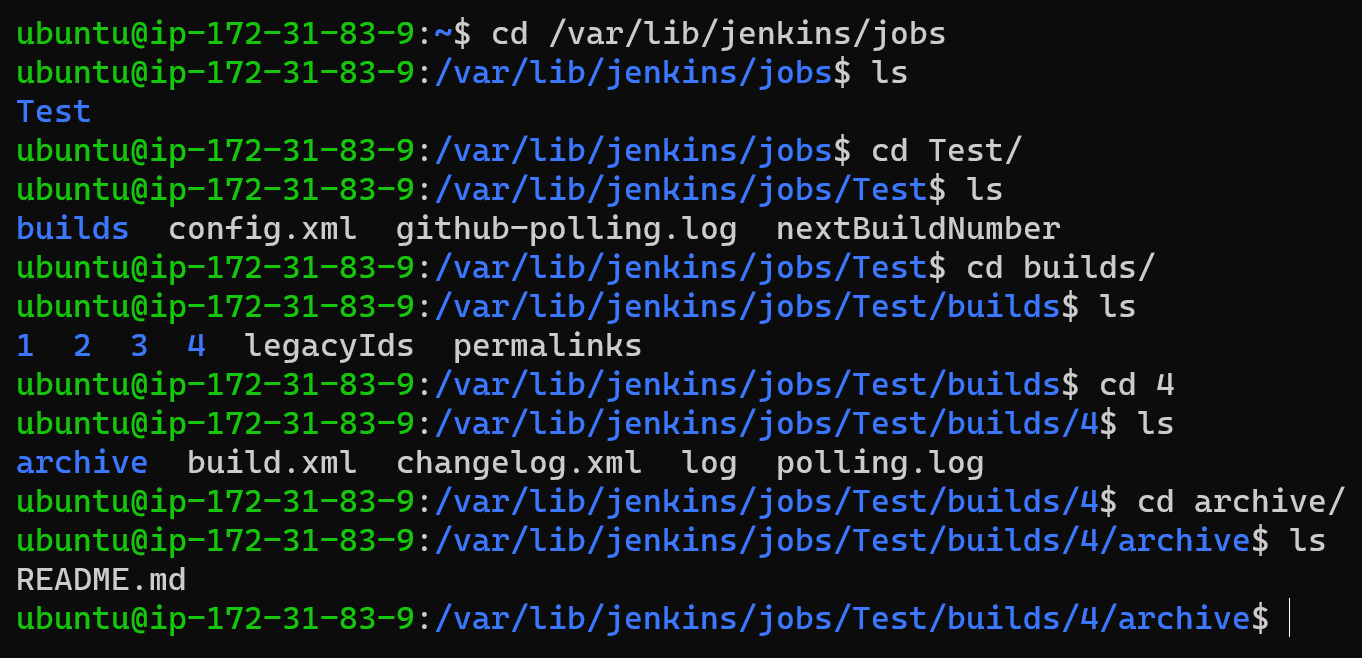 ubuntu@ip-172-31-83-9:~$ cd /var/lib/jenkins/jobs
ubuntu@ip-172-31-83-9:/var/lib/jenkins/jobs$ ls
Test
ubuntu@ip-172-31-83-9:/var/lib/jenkins/jobs$ cd Test/
ubuntu@ip-172-31-83-9:/var/lib/jenkins/jobs/Test$ ls
builds  config.xml  github-polling.log  nextBuildNumber
ubuntu@ip-172-31-83-9:/var/lib/jenkins/jobs/Test$ cd builds/
ubuntu@ip-172-31-83-9:/var/lib/jenkins/jobs/Test/builds$ ls
1  2  3  4  legacyIds  permalinks
ubuntu@ip-172-31-83-9:/var/lib/jenkins/jobs/Test/builds$ cd 4
ubuntu@ip-172-31-83-9:/var/lib/jenkins/jobs/Test/builds/4$ ls
archive  build.xml  changelog.xml  log  polling.log
ubuntu@ip-172-31-83-9:/var/lib/jenkins/jobs/Test/builds/4$ cd archive/
ubuntu@ip-172-31-83-9:/var/lib/jenkins/jobs/Test/builds/4/archive$ ls
README.md
ubuntu@ip-172-31-83-9:/var/lib/jenkins/jobs/Test/builds/4/archive$